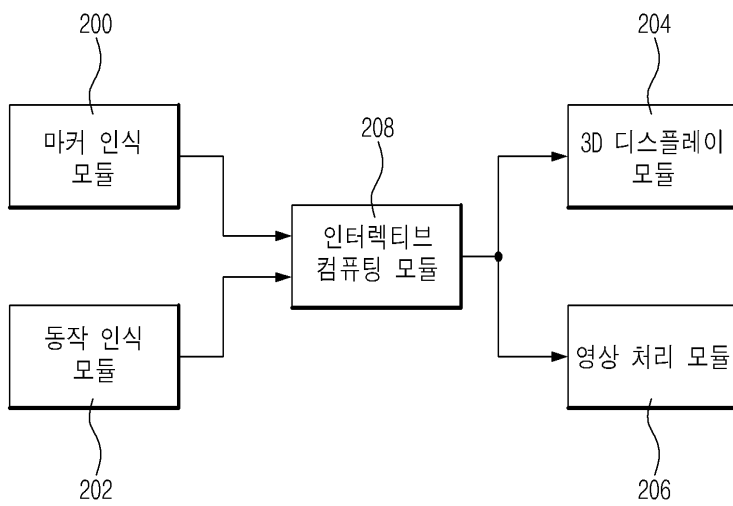 200
204
마커 인식
모듈
208
3D 디스플레이
모듈
인터렉티브
컴퓨팅 모듈
동작 인식
모듈
영상 처리 모듈
202
206